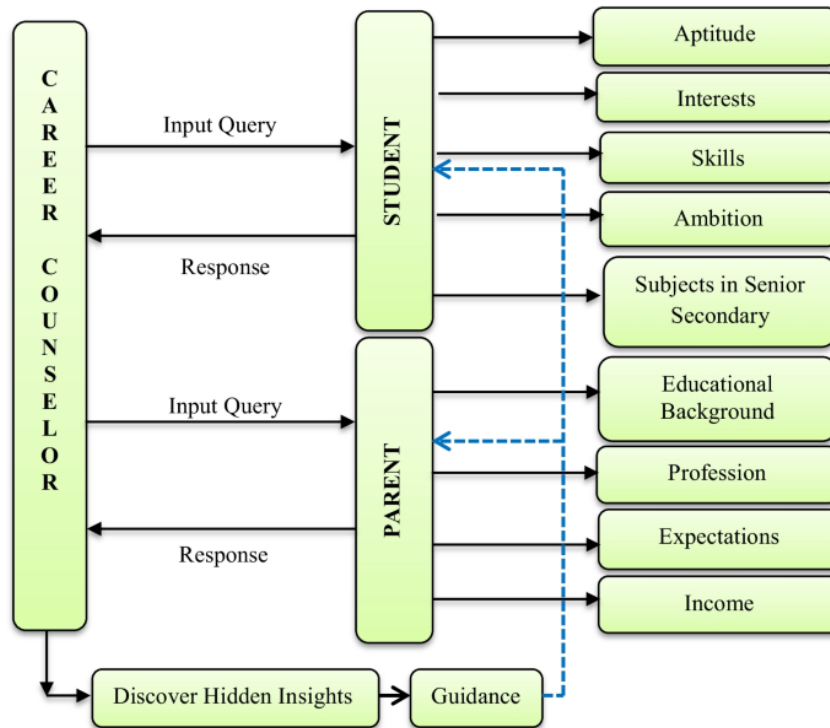 CAREER COUNSELOR
Input Query
Response
Input Query
Response
STUDENT
PARENT
Aptitude
Interests
Skills
Ambition
Subjects in Senior
Secondary
Educational
Background
Profession
Expectations
Income
Discover Hidden Insights
Guidance